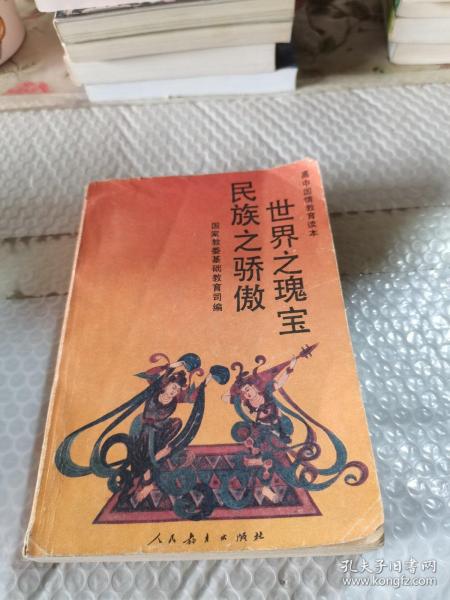 高中国情教育读本
世界之瑰宝
民族之骄傲
国家教委基础教育司编
人民教育出版社
孔夫子旧书网
www.kongfz.com